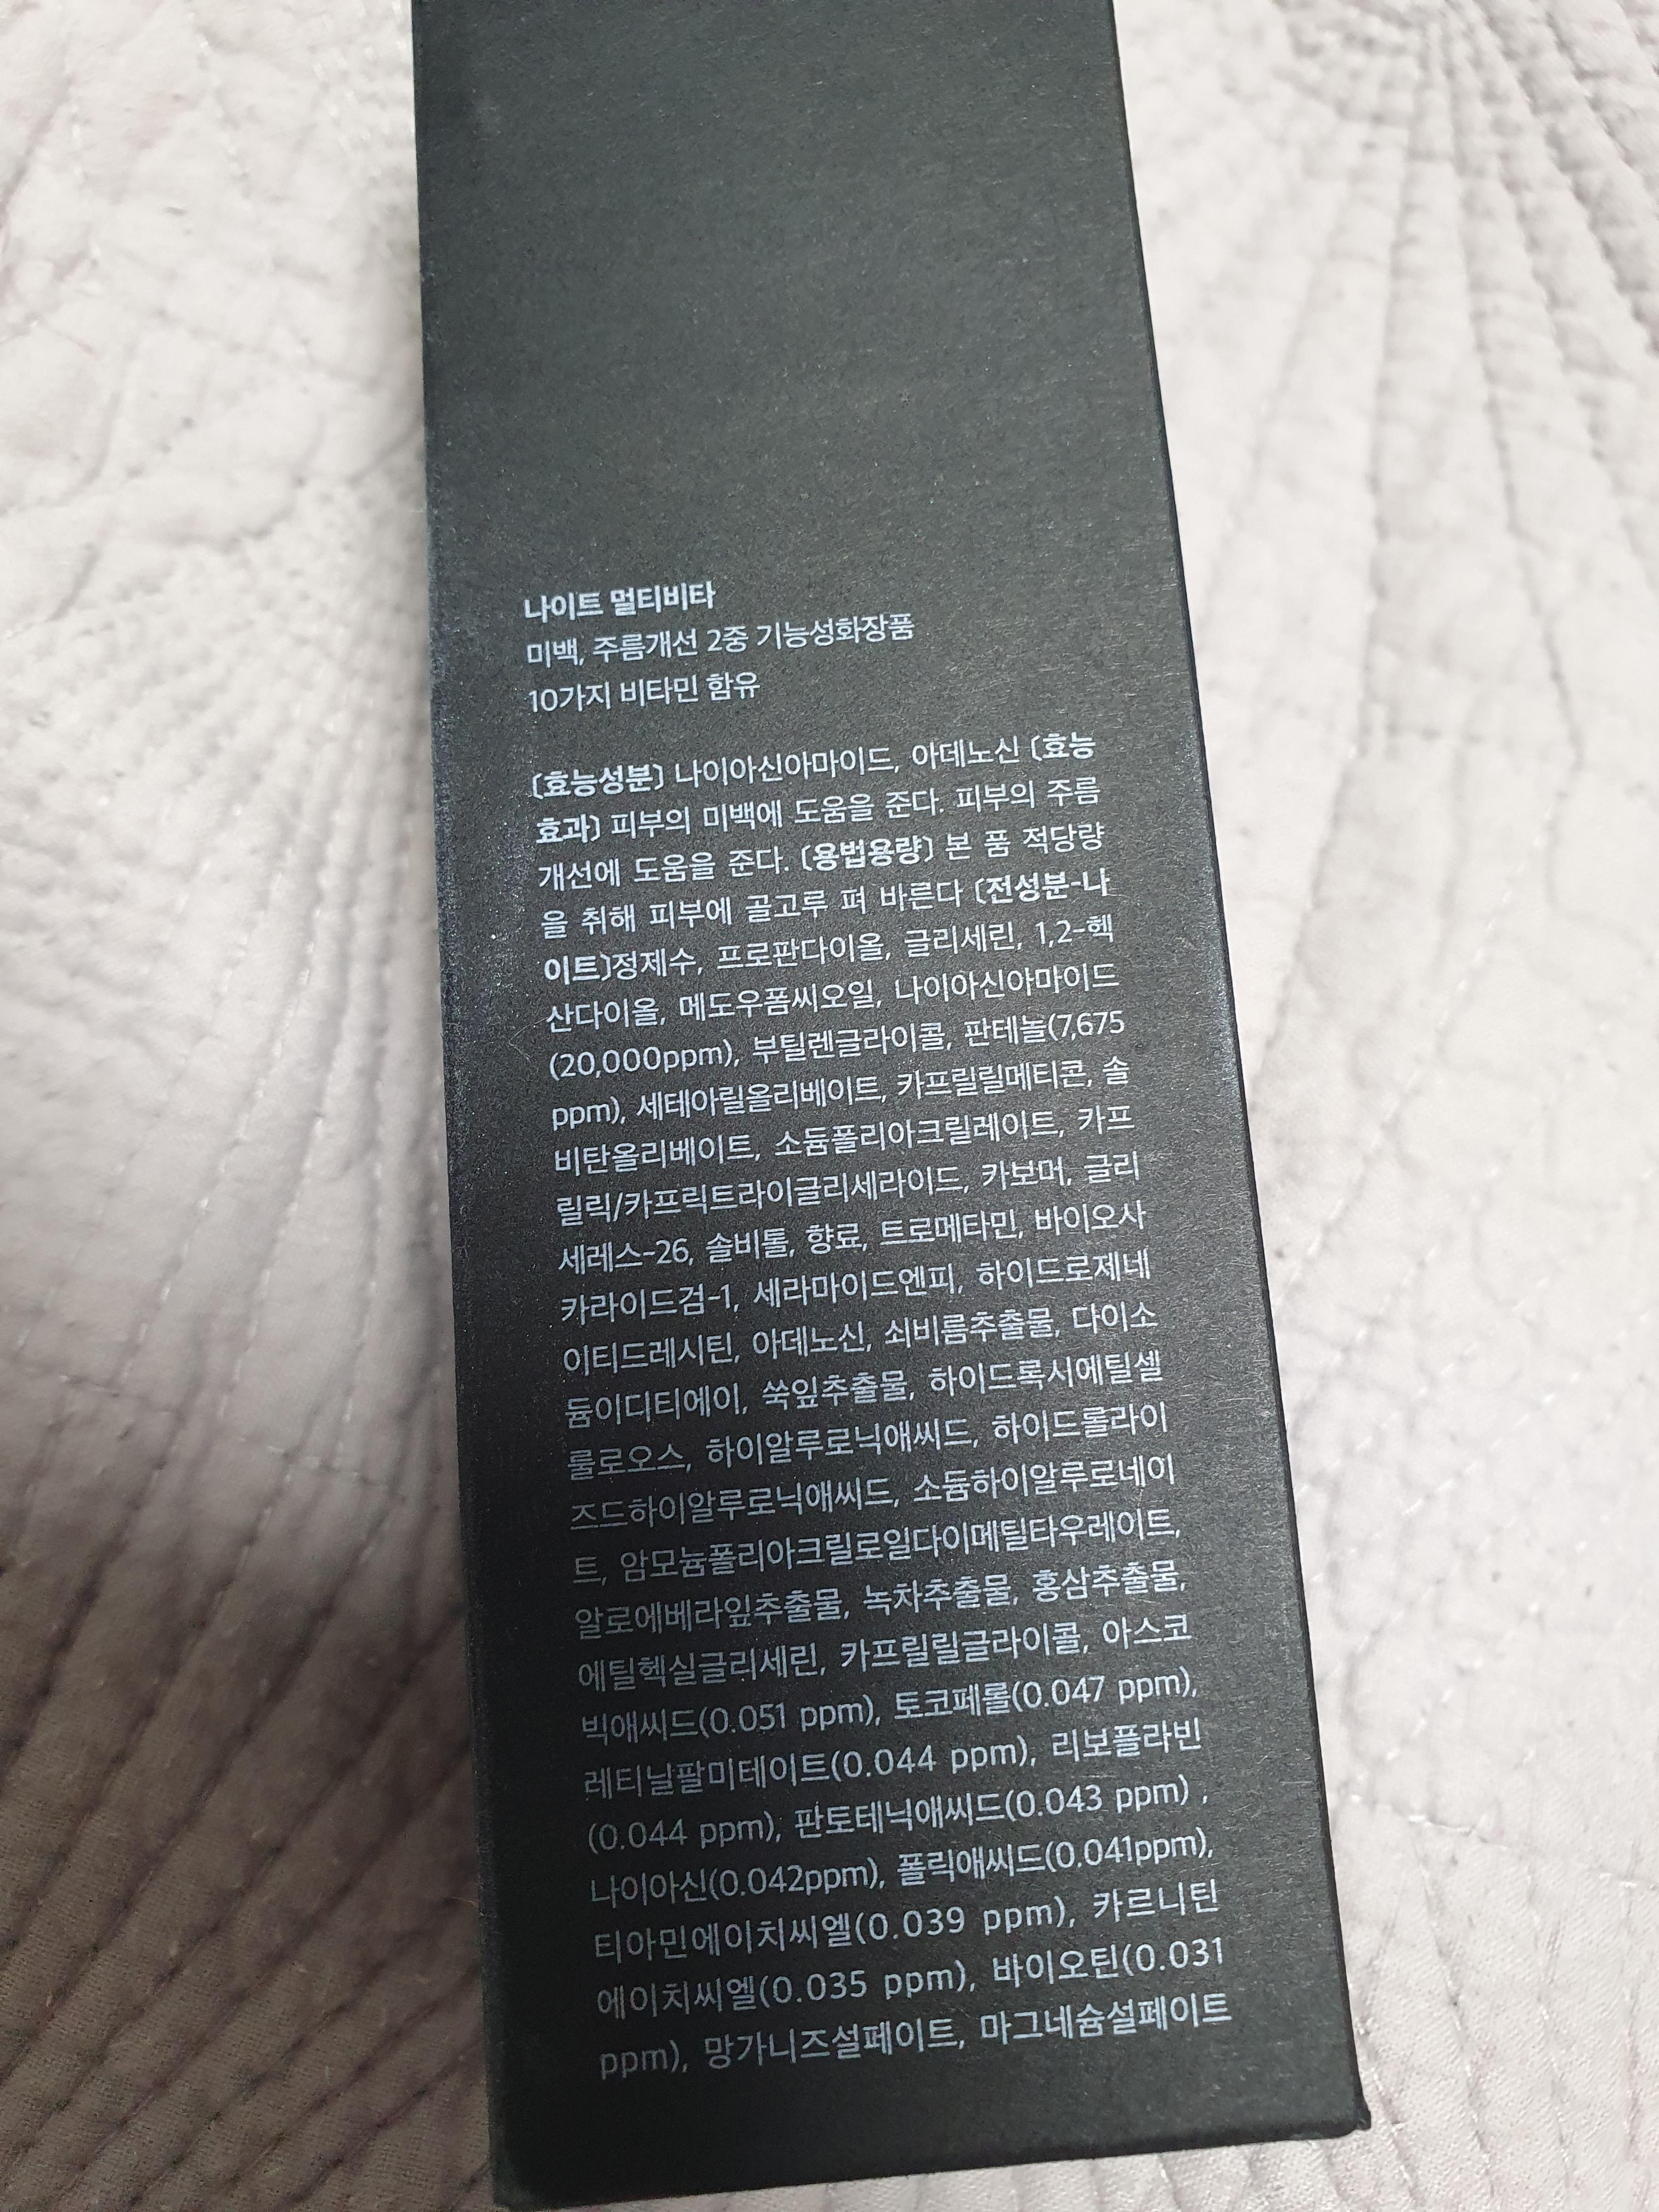 나이트 멀티비타
미백, 주름개선 2중 기능성화장품
10가지 비타민 함유
[효능성분] 나이아신아마이드, 아데노신 [효능
효과] 피부의 미백에 도움을 준다. 피부의 주름
개선에 도움을 준다. [용법용량] 본 품 적당량
을 취해 피부에 골고루 펴 바른다 [전성분-나
이트]정제수, 프로판다이올, 글리세린, 1,2-헥
산다이올, 메도우폼씨오일, 나이아신아마이드
(20,000ppm), 부틸렌글라이콜, 판테놀(7,675
ppm), 세테아릴올리베이트, 카프릴릴메티콘, 솔
비탄올리베이트, 소듐폴리아크릴레이트, 카프
릴릭/카프릭트라이글리세라이드, 카보머, 글리
세레스-26, 솔비톨, 향료, 트로메타민, 바이오사
카라이드검-1, 세라마이드엔피, 하이드로제네
이티드레시틴, 아데노신, 쇠비름추출물, 다이소
듐이디티에이, 쑥잎추출물, 하이드록시에틸셀
룰로오스, 하이알루로닉애씨드, 하이드롤라이
즈드하이알루로닉애씨드, 소듐하이알루로네이
트, 암모늄폴리아크릴로일다이메틸타우레이트,
알로에베라잎추출물, 녹차추출물, 홍삼추출물,
에틸헥실글리세린, 카프릴릴글라이콜, 아스코
빅애씨드(0.051 ppm), 토코페롤(0.047 ppm),
레티닐팔미테이트(0.044 ppm), 리보플라빈
(0.044 ppm), 판토테닉애씨드(0.043 ppm) ,
나이아신(0.042ppm), 폴릭애씨드(0.041ppm),
티아민에이치씨엘(0.039 ppm), 카르니틴
에이치씨엘(0.035 ppm), 바이오틴(0.031
ppm), 망가니즈설페이트, 마그네슘설페이트